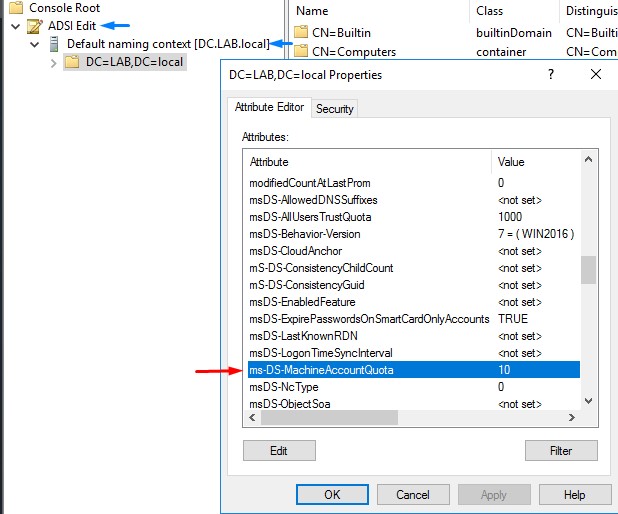 Console Root
ADSI Edit
Default naming context [DC.LAB.local]
DC=LAB,DC=local
Name Class Distinguis
CN=Builtin builtinDomain CN=Builti
CN=Computers container CN=Com
DC=LAB,DC=local Properties ? ×
Attribute Editor Security
Attributes:
Attribute Value
modifiedCountAtLastProm 0
msDS-AllowedDNSSuffixes <not set>
msDS-AllUsersTrustQuota 1000
msDS-Behavior-Version 7 = ( WIN2016 )
msDS-CloudAnchor <not set>
mS-DS-ConsistencyChildCount <not set>
mS-DS-ConsistencyGuid <not set>
msDS-EnabledFeature <not set>
msDS-ExpirePasswordsOnSmartCardOnlyAccounts TRUE
msDS-LastKnownRDN <not set>
msDS-LogonTimeSyncInterval <not set>
ms-DS-MachineAccountQuota 10
msDS-NcType 0
msDS-ObjectSoa <not set>
Edit Filter
OK Cancel Apply Help